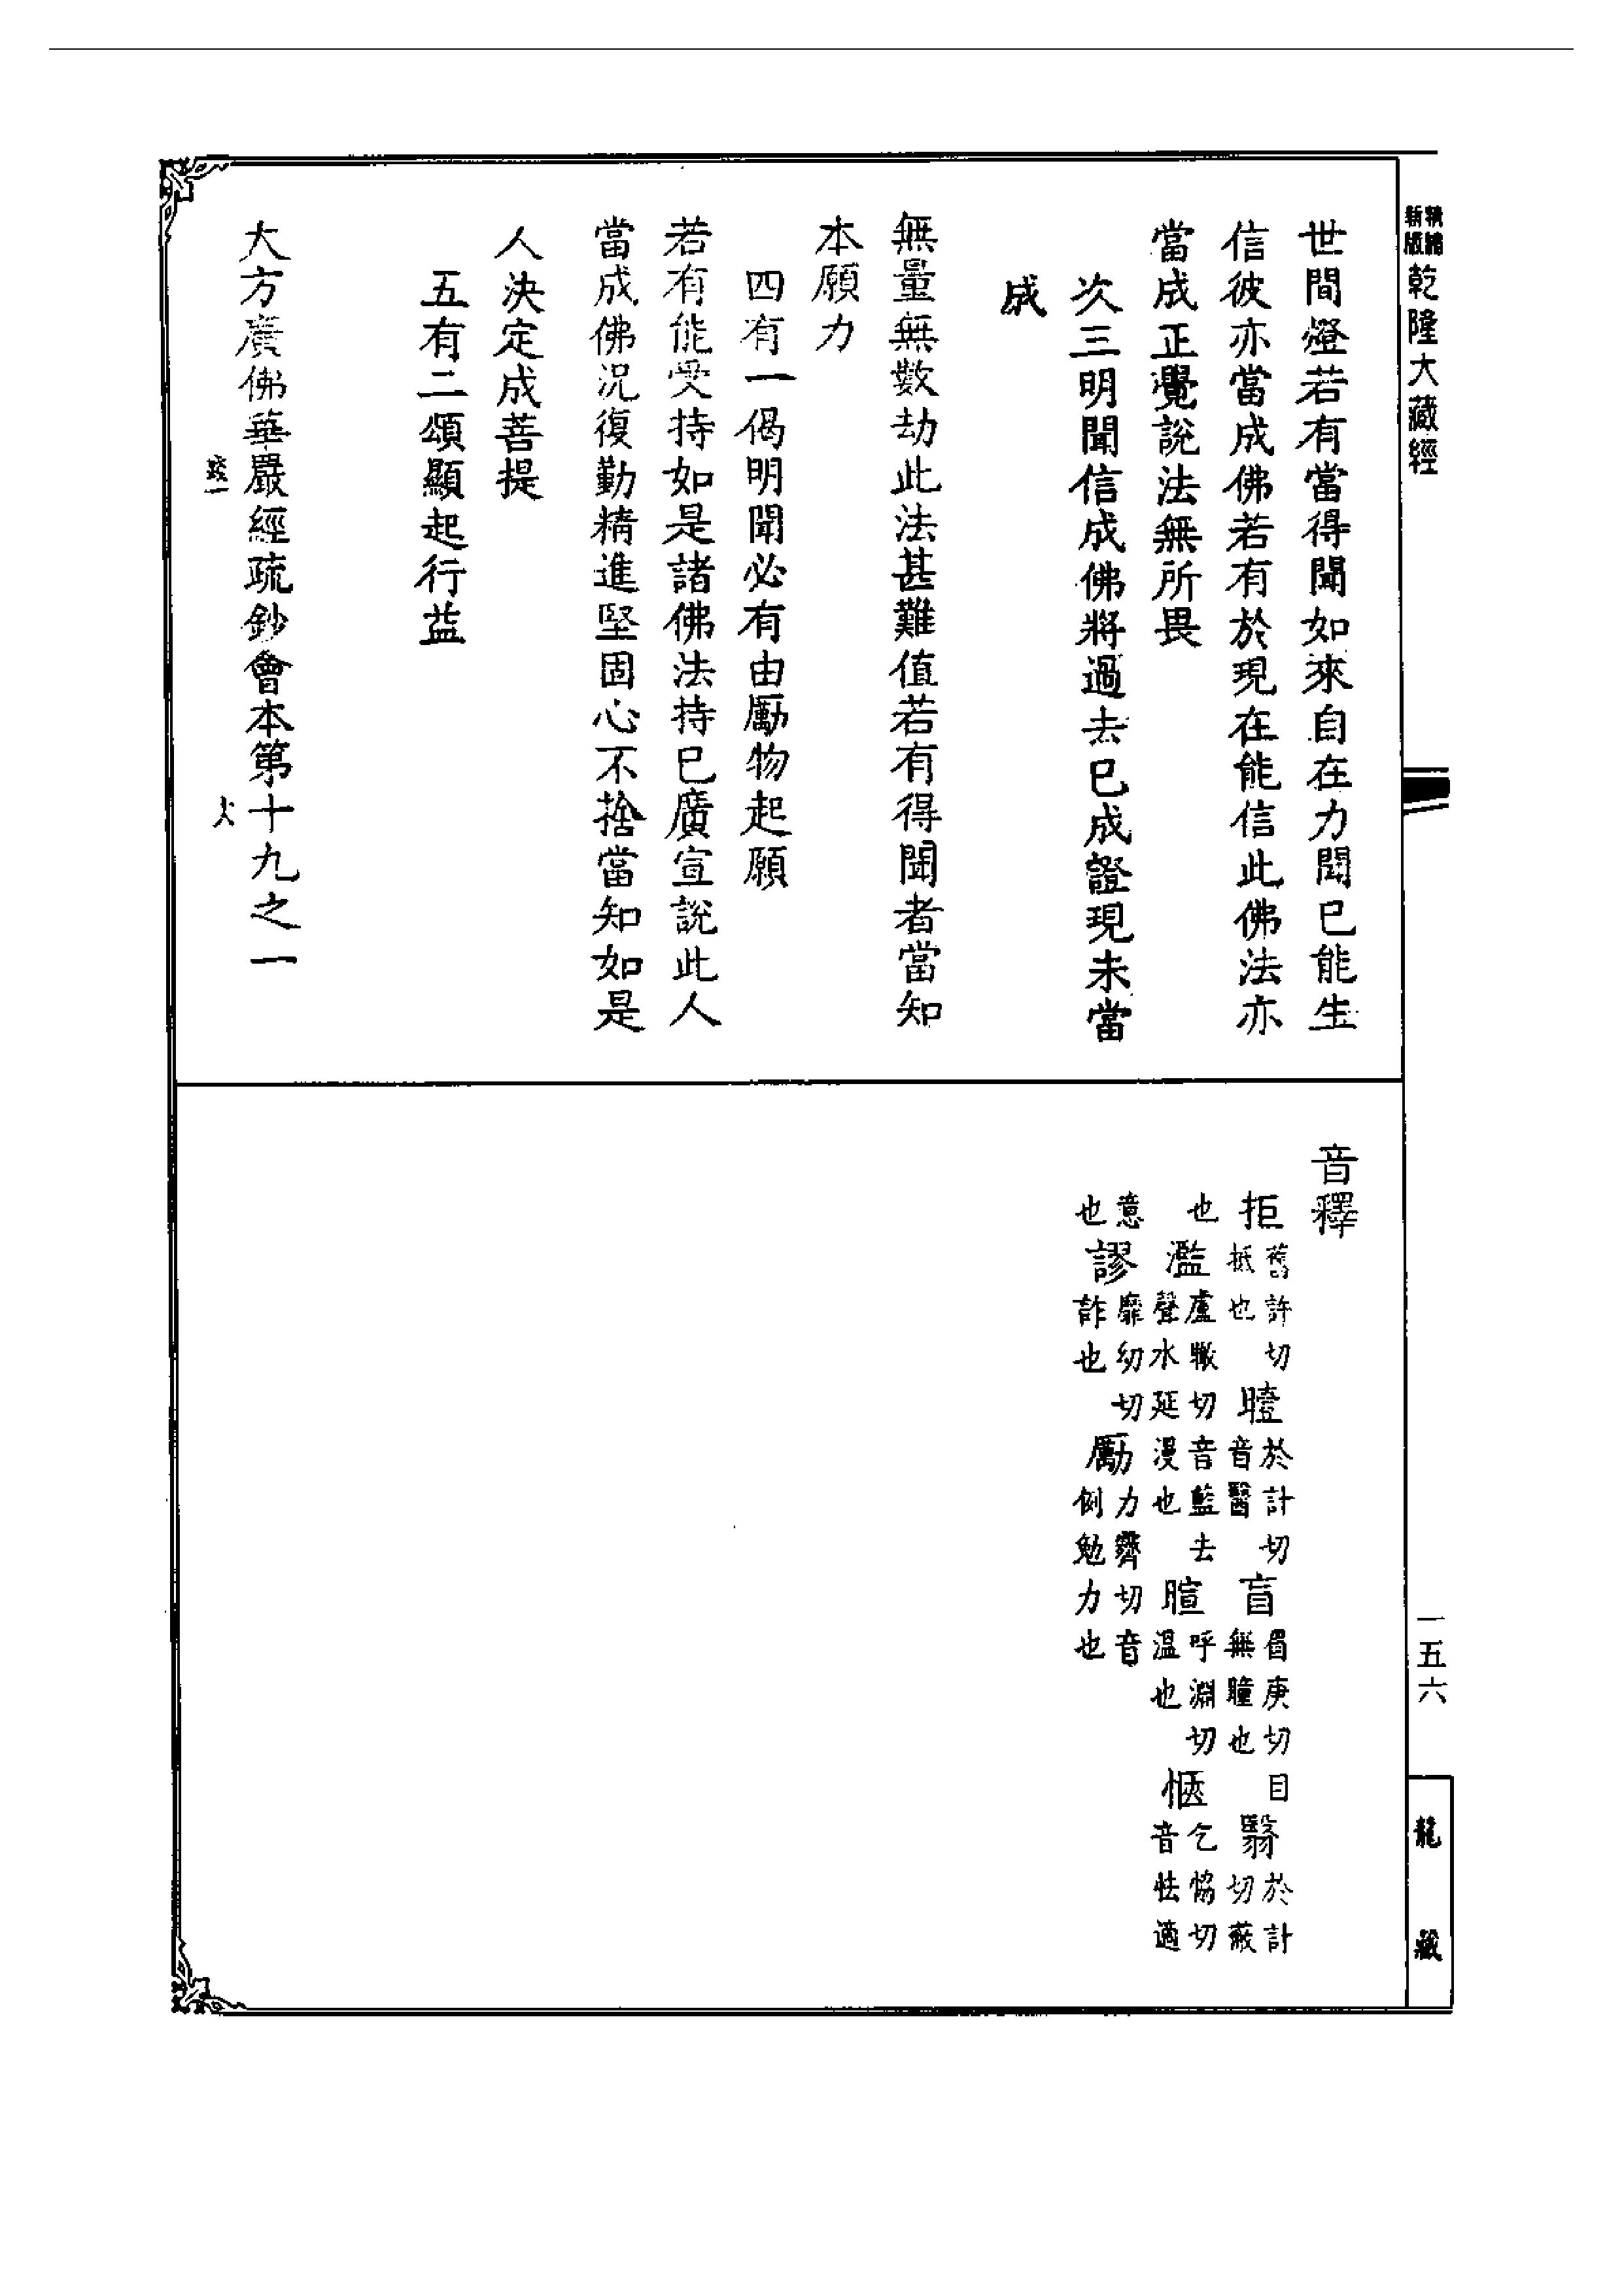 新版精縮乾隆大藏經
一五六
龍藏
世間燈若有當得聞如來自在力聞已能生
信彼亦當成佛若有於現在能信此佛法亦
當成正覺說法無所畏
次三明聞信成佛將過去已成證現未當
成
無量無數劫此法甚難值若有得聞者當知
本願力
四有一偈明聞必有由勵物起願
若有能受持如是諸佛法持已廣宣說此人
當成佛況復勤精進堅固心不捨當知如是
人決定成菩提
五有二頌顯起行益
大方廣佛華嚴經疏鈔會本第十九之一
音釋
拒舊許切抵也曀於計切音醫盲眉庚切目無瞳也翳於計切蔽
也濫盧瞰切音藍去聲水延漫也暄呼淵切溫也愜乞協切音怯適
意也謬靡幼切詐也勵力霽切音例勉力也